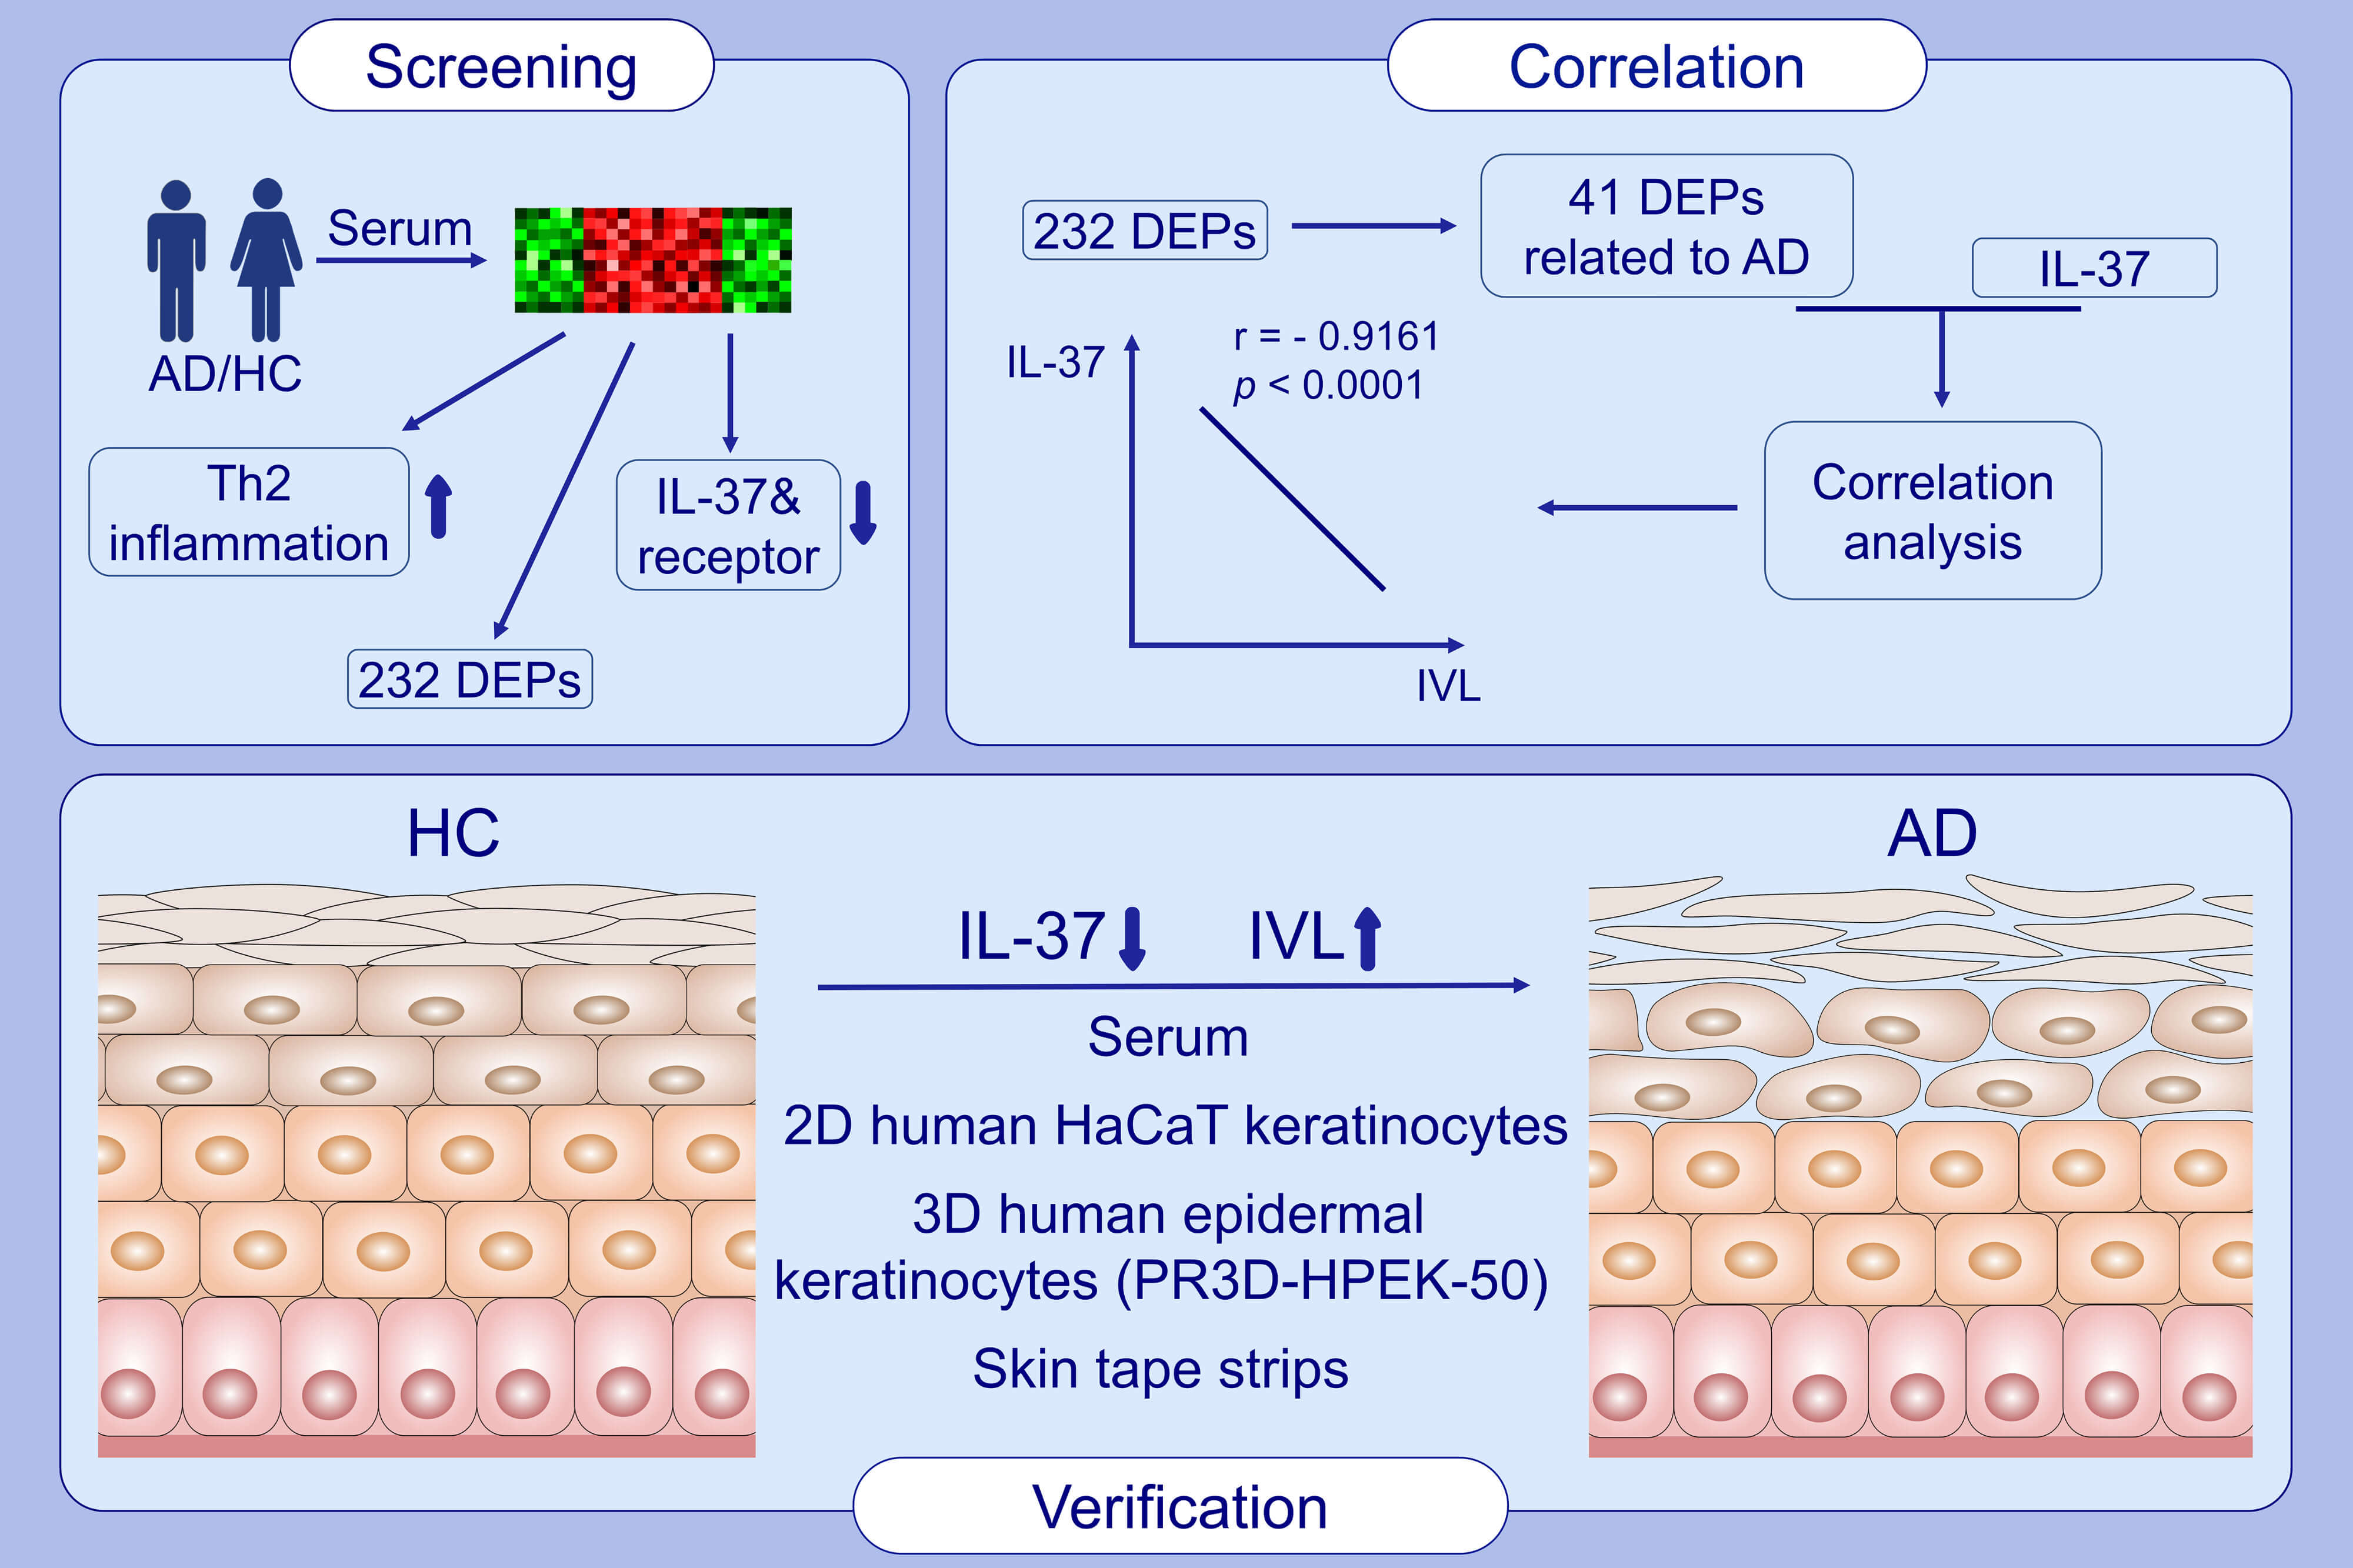 Screening
Serum
AD/HC
Th2
inflammation
IL-37&
receptor
232 DEPs
Correlation
232 DEPs
41 DEPs
related to AD
IL-37
IL-37
r = - 0.9161
p < 0.0001
IVL
Correlation
analysis
HC
AD
IL-37
IVL
Serum
2D human HaCaT keratinocytes
3D human epidermal
keratinocytes (PR3D-HPEK-50)
Skin tape strips
Verification